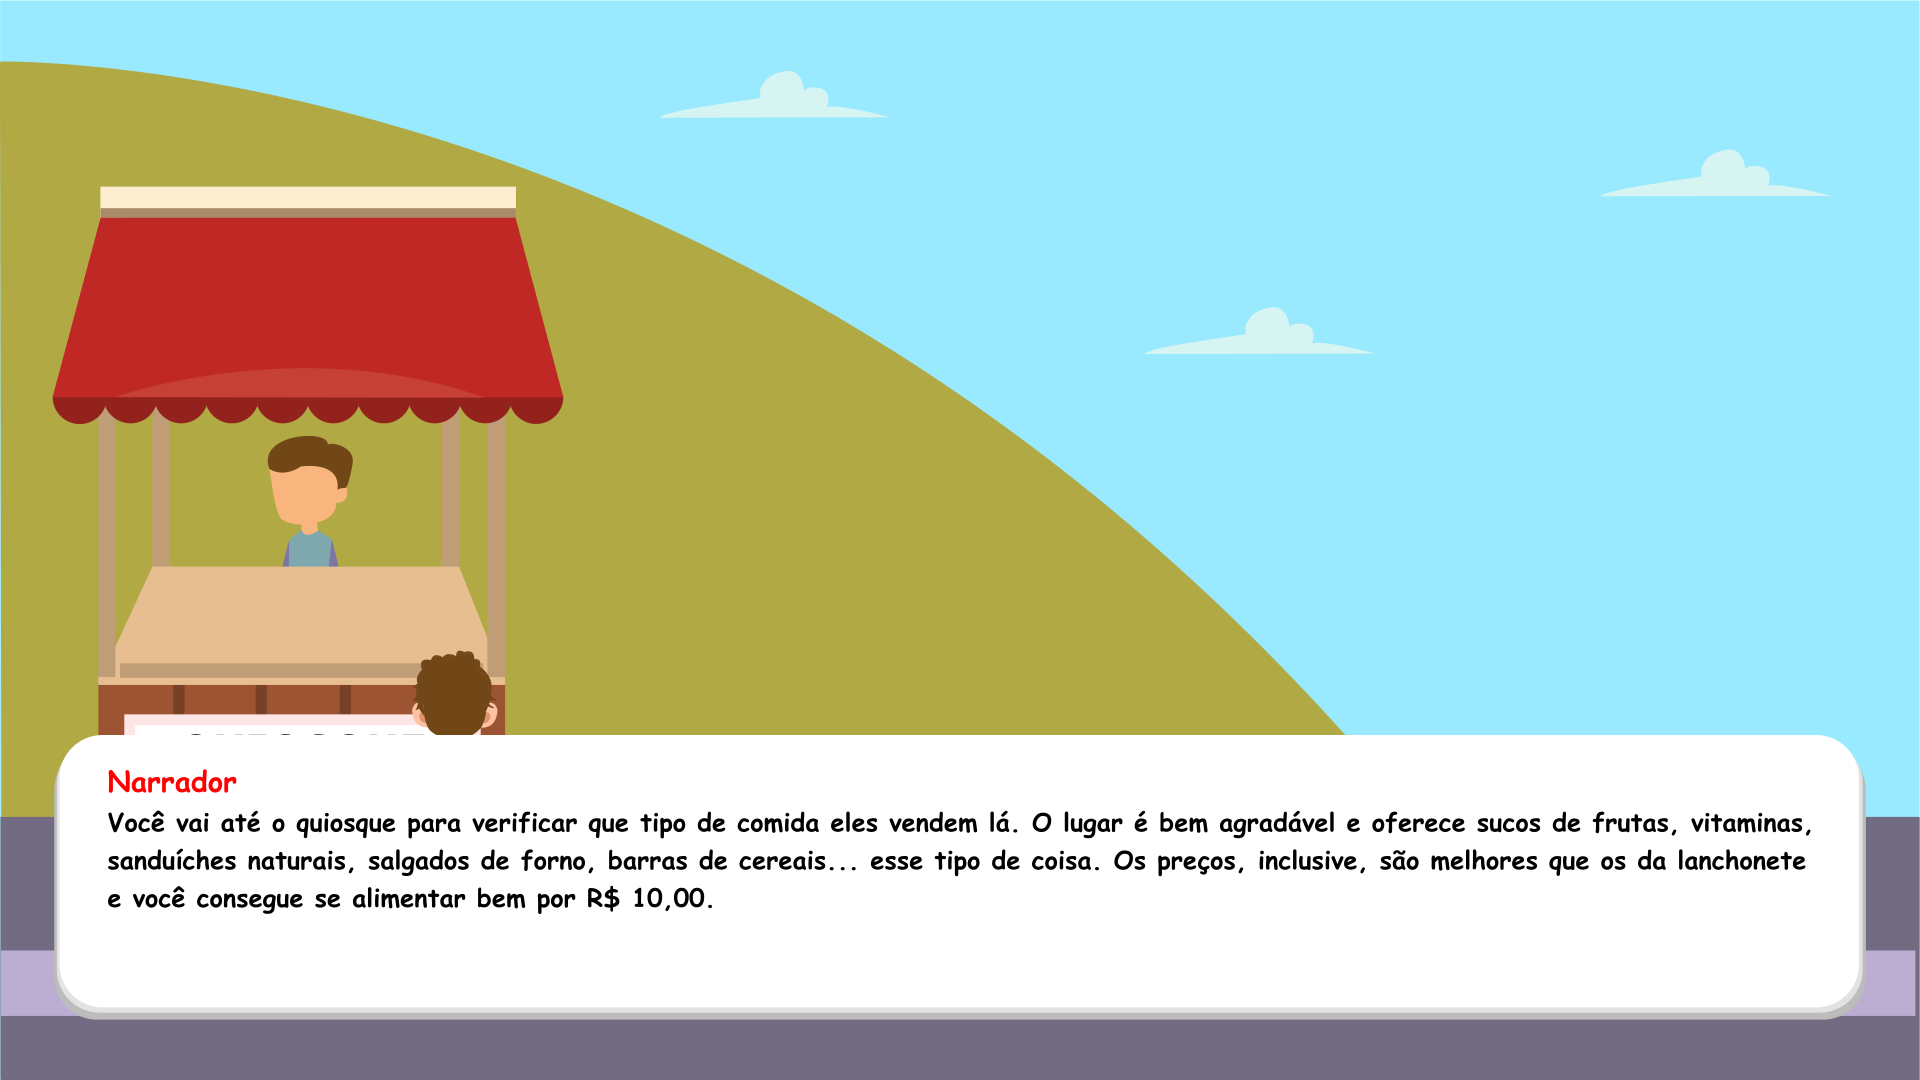 Narrador
Você vai até o quiosque para verificar que tipo de comida eles vendem lá. O lugar é bem agradável e oferece sucos de frutas, vitaminas,
sanduíches naturais, salgados de forno, barras de cereais... esse tipo de coisa. Os preços, inclusive, são melhores que os da lanchonete
e você consegue se alimentar bem por R$ 10,00.